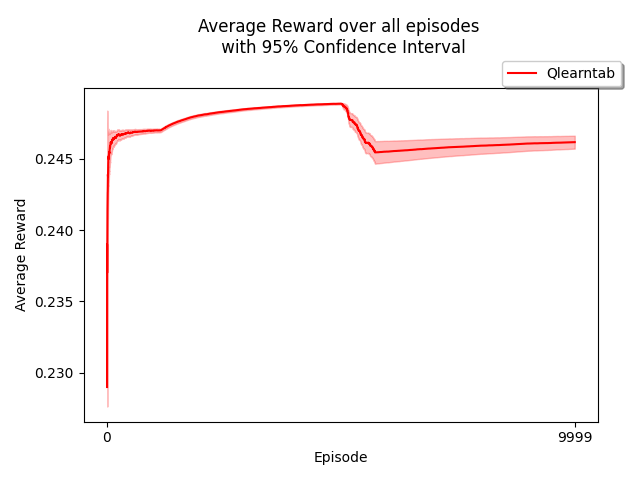 Average Reward over all episodes
with 95% Confidence Interval
Qlearntab
0.245
0.240
0.235
0.230
Average Reward
0 9999
Episode